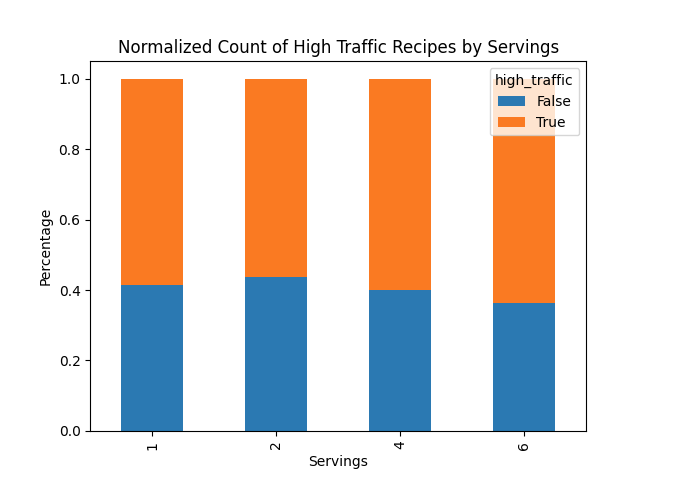 Normalized Count of High Traffic Recipes by Servings
high_traffic
False
True
1.0
0.8
0.6
0.4
0.2
0.0
Percentage
1
2
4
6
Servings